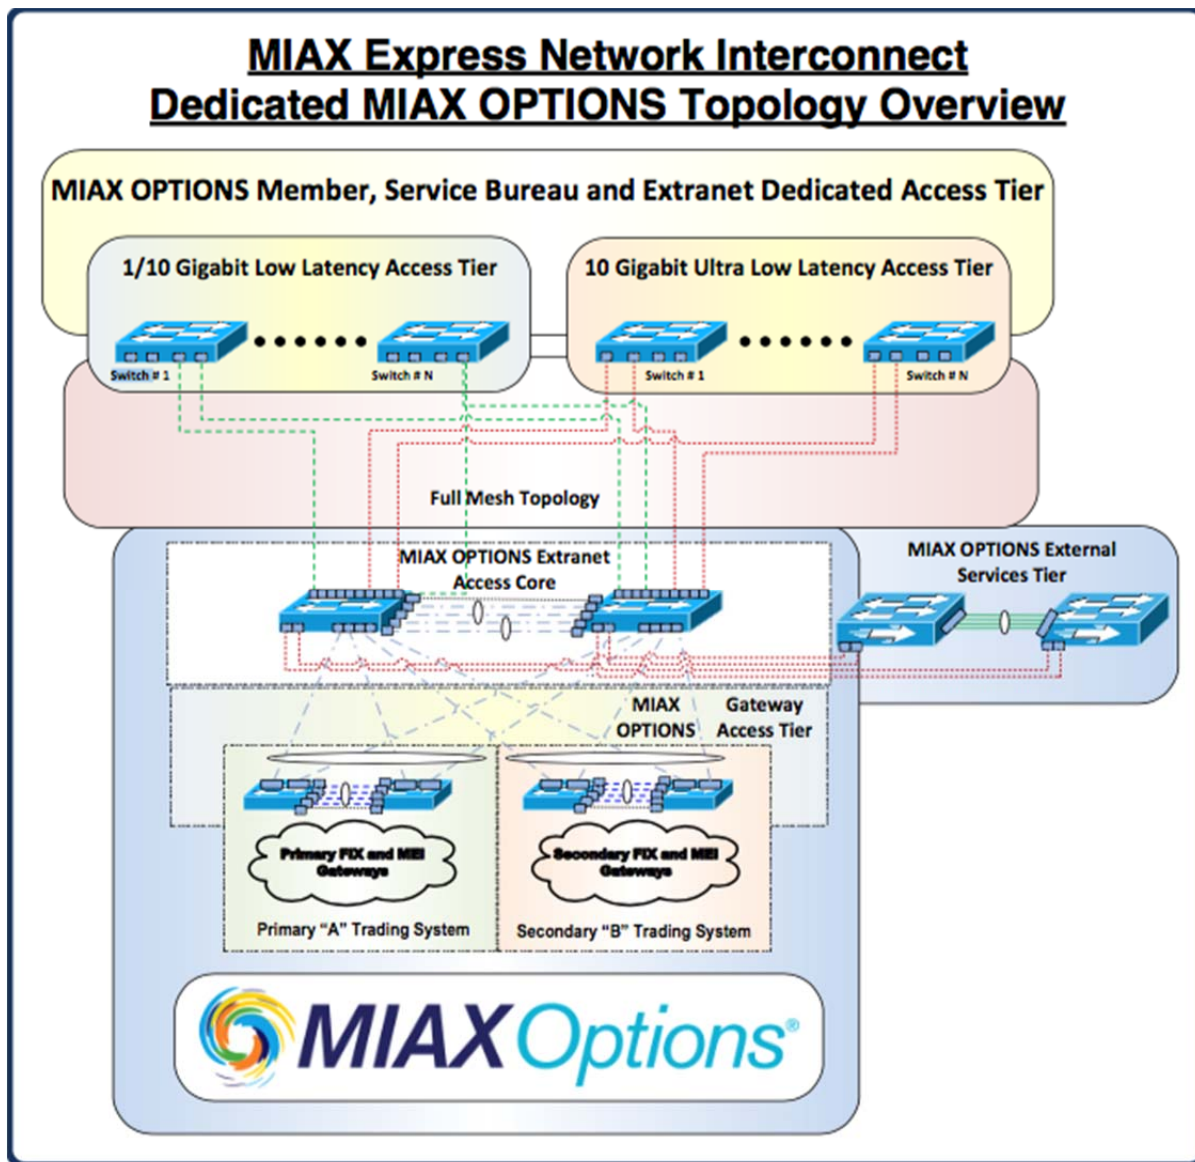 MIAX Express Network Interconnect
Dedicated MIAX OPTIONS Topology Overview
MIAX OPTIONS Member, Service Bureau and Extranet Dedicated Access Tier
1/10 Gigabit Low Latency Access Tier
10 Gigabit Ultra Low Latency Access Tier
Switch # 1
Switch # N
Switch # 1
Switch # N
Full Mesh Topology
MIAX OPTIONS Extranet
Access Core
MIAX OPTIONS External
Services Tier
MIAX
OPTIONS
Gateway
Access Tier
Primary FIX and MEI
Gateways
Secondary FIX and MEI
Gateways
Primary “A” Trading System
Secondary “B” Trading System
MIAX Options®